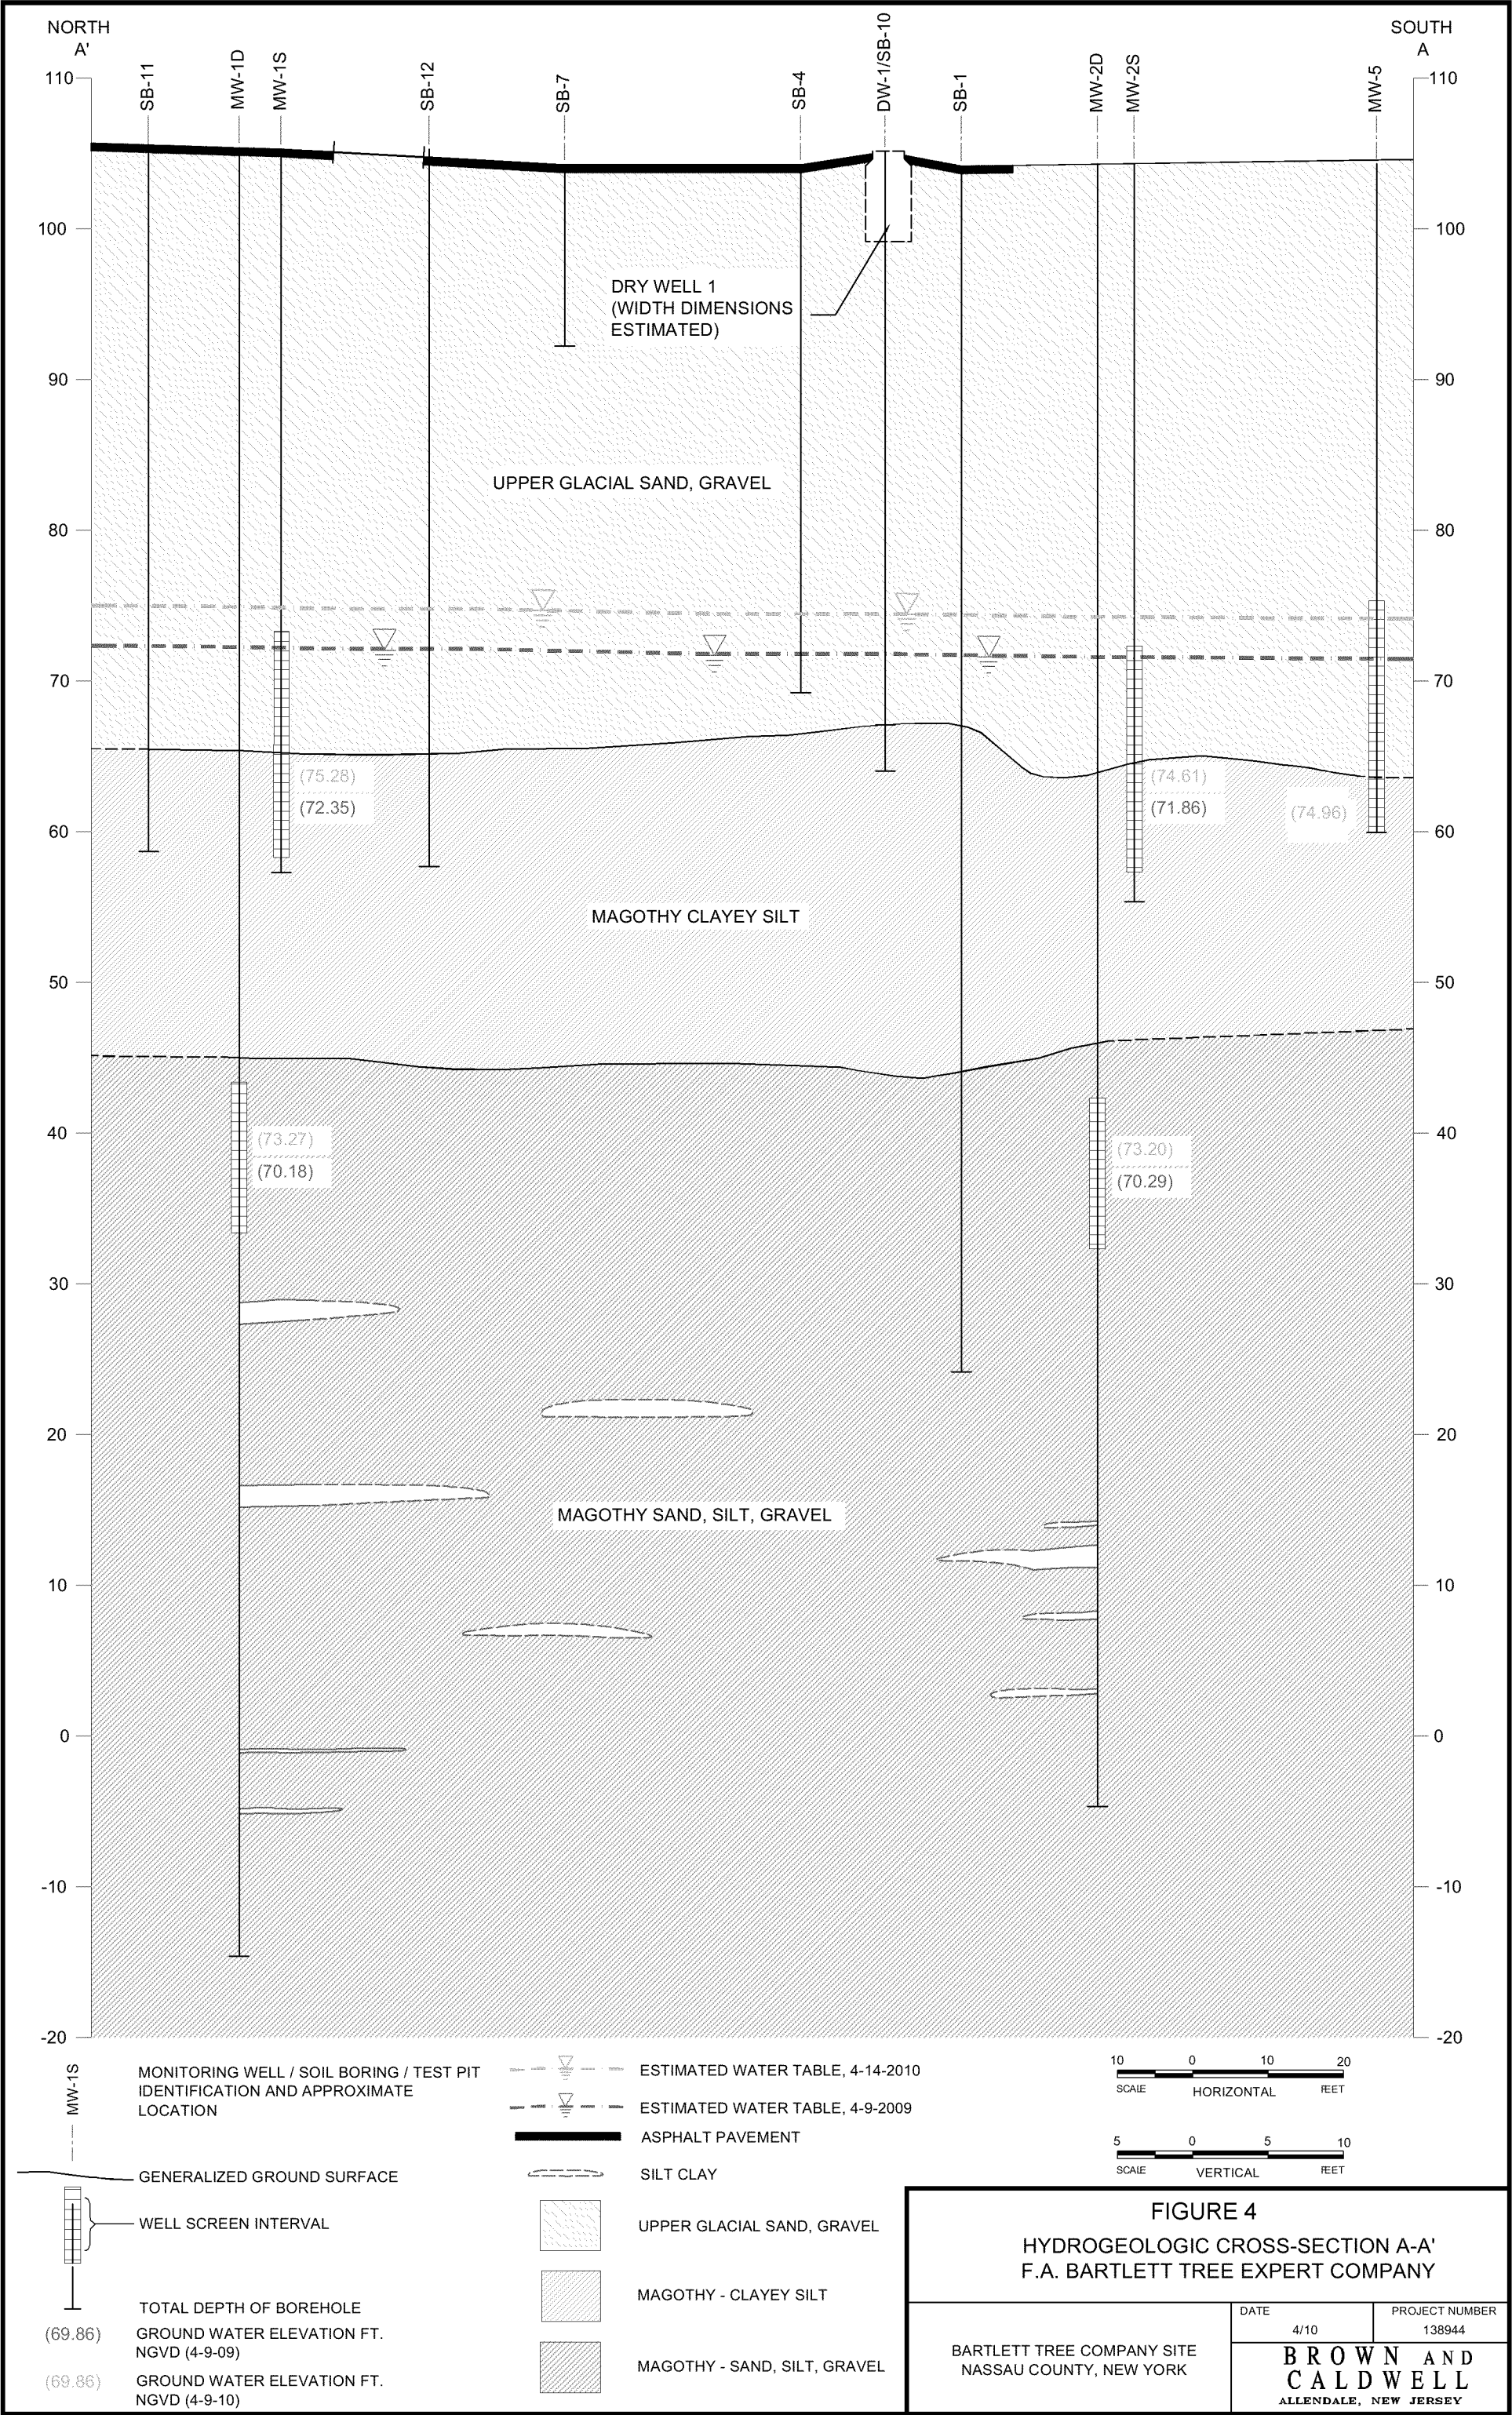 NORTH
A'
SOUTH
A
SB-11
MW-1D
MW-1S
SB-12
SB-7
SB-4
DW-1/SB-10
SB-1
MW-2D
MW-2S
MW-5
110
110
100
100
DRY WELL 1
(WIDTH DIMENSIONS
ESTIMATED)
90
90
UPPER GLACIAL SAND, GRAVEL
80
80
70
70
(75.28)
(72.35)
(74.61)
(71.86)
(74.96)
60
60
MAGOTHY CLAYEY SILT
50
50
40
40
(73.27)
(70.18)
(73.20)
(70.29)
30
30
20
20
MAGOTHY SAND, SILT, GRAVEL
10
10
0
0
-10
-10
-20
-20
MW-1S
MONITORING WELL / SOIL BORING / TEST PIT
IDENTIFICATION AND APPROXIMATE
LOCATION
GENERALIZED GROUND SURFACE
WELL SCREEN INTERVAL
TOTAL DEPTH OF BOREHOLE
(69.86) GROUND WATER ELEVATION FT.
NGVD (4-9-09)
(69.86) GROUND WATER ELEVATION FT.
NGVD (4-9-10)
ESTIMATED WATER TABLE, 4-14-2010
ESTIMATED WATER TABLE, 4-9-2009
ASPHALT PAVEMENT
SILT CLAY
UPPER GLACIAL SAND, GRAVEL
MAGOTHY - CLAYEY SILT
MAGOTHY - SAND, SILT, GRAVEL
10 0 10 20
SCALE HORIZONTAL FEET
5 0 5 10
SCALE VERTICAL FEET
FIGURE 4
HYDROGEOLOGIC CROSS-SECTION A-A'
F.A. BARTLETT TREE EXPERT COMPANY
BARTLETT TREE COMPANY SITE
NASSAU COUNTY, NEW YORK
DATE
4/10
PROJECT NUMBER
138944
BROWN AND
CALDWELL
ALLENDALE, NEW JERSEY